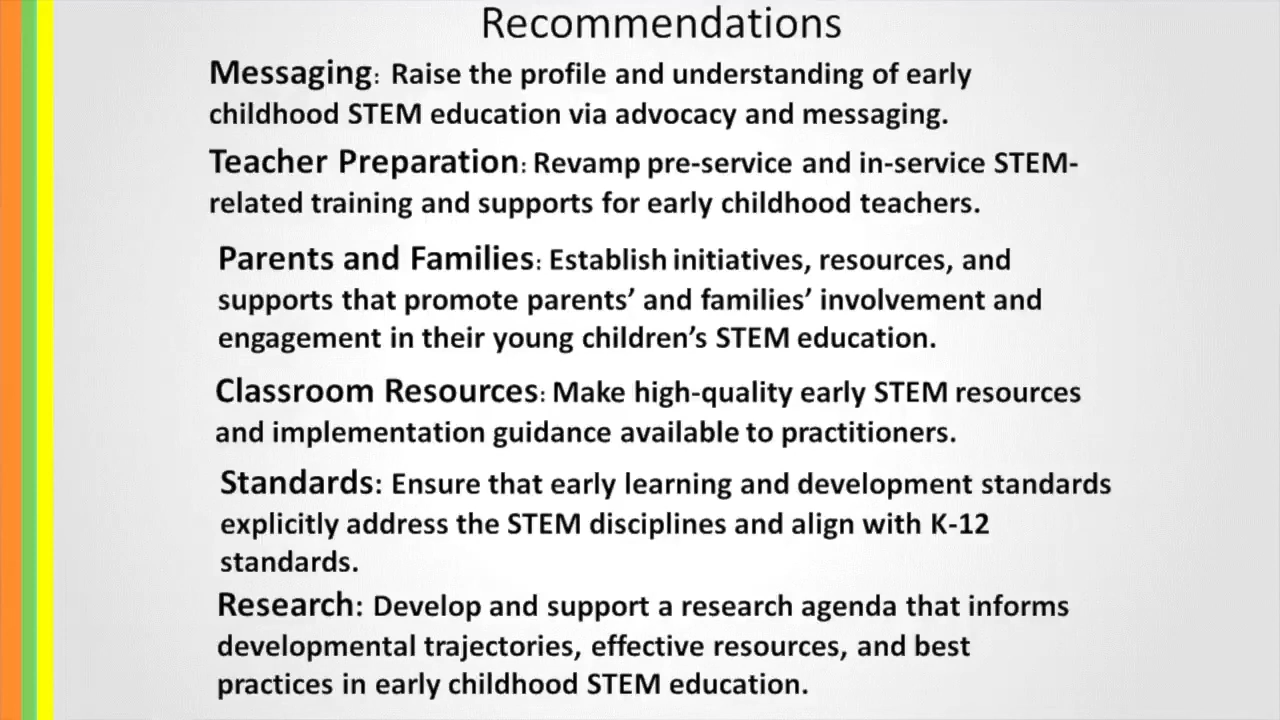 Recommendations
Messaging: Raise the profile and understanding of early
childhood STEM education via advocacy and messaging.
Teacher Preparation: Revamp pre-service and in-service STEM-
related training and supports for early childhood teachers.
Parents and Families: Establish initiatives, resources, and
supports that promote parents’ and families’ involvement and
engagement in their young children’s STEM education.
Classroom Resources: Make high-quality early STEM resources
and implementation guidance available to practitioners.
Standards: Ensure that early learning and development standards
explicitly address the STEM disciplines and align with K-12
standards.
Research: Develop and support a research agenda that informs
developmental trajectories, effective resources, and best
practices in early childhood STEM education.